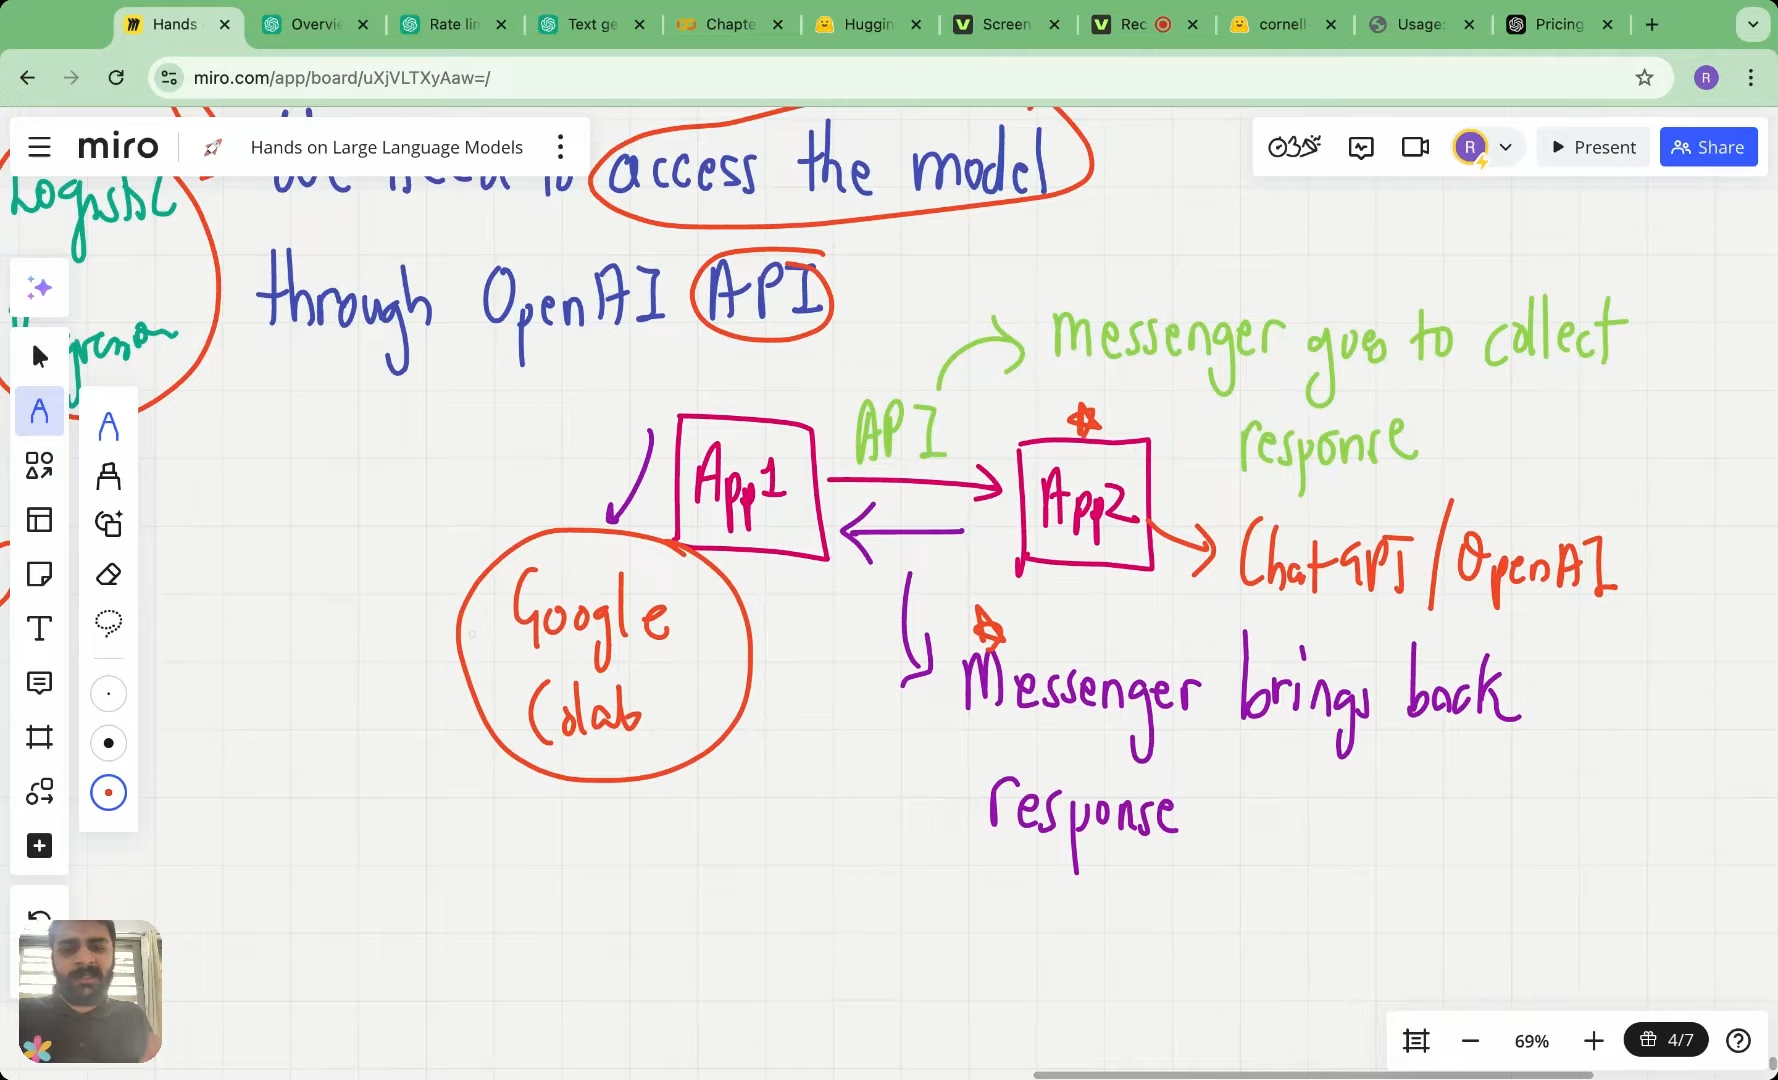 Hands
Overvie
Rate lin
Text ge
Chapte
Huggin
Screen
Rec
cornell
Usage:
Pricing
miro.com/app/board/uXjVLTXyAaw=/
R
miro
Hands on Large Language Models
R
Present
Share
access the model
through OpenAI API
messenger goes to collect
response
API
App1
App2
ChatGPT / OpenAI
Google
Colab
Messenger brings back
response
69%
4/7